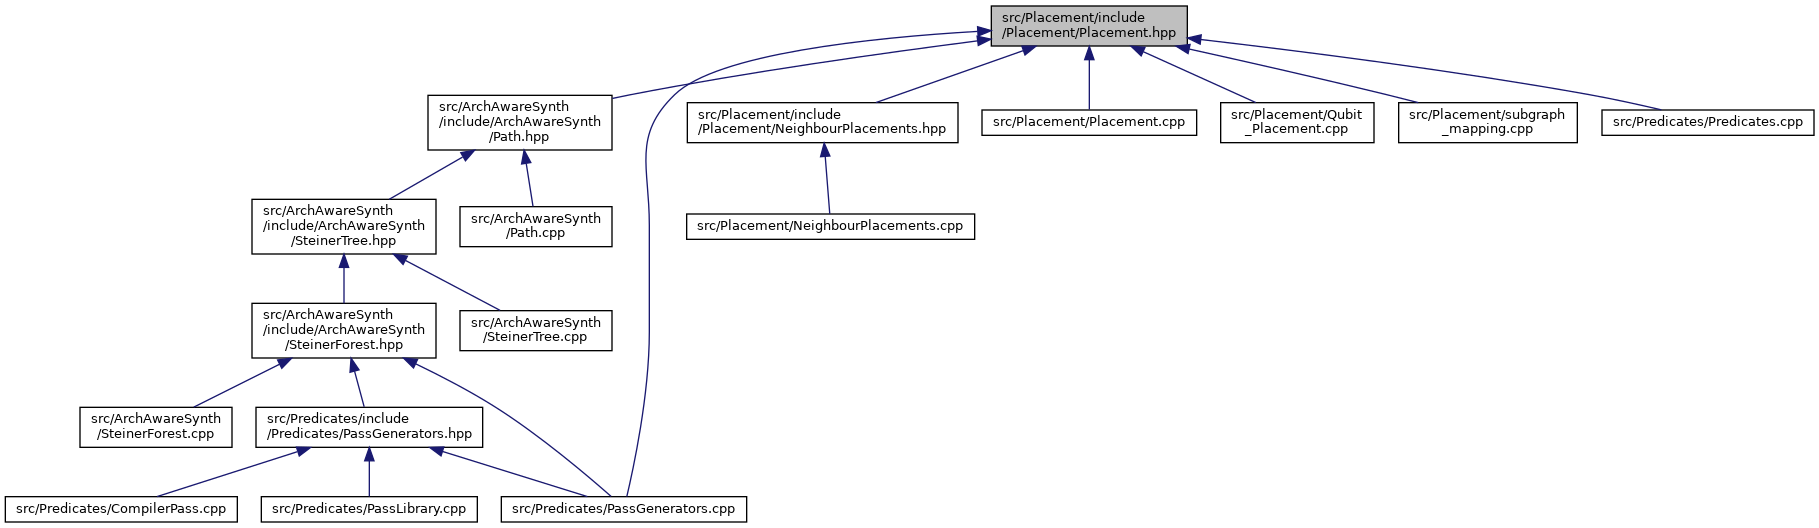 src/Placement/include
/Placement/Placement.hpp
src/ArchAwareSynth
/include/ArchAwareSynth
/Path.hpp
src/Placement/include
/Placement/NeighbourPlacements.hpp
src/Placement/Placement.cpp
src/Placement/Qubit
_Placement.cpp
src/Placement/subgraph
_mapping.cpp
src/Predicates/Predicates.cpp
src/ArchAwareSynth
/include/ArchAwareSynth
/SteinerTree.hpp
src/ArchAwareSynth
/Path.cpp
src/Placement/NeighbourPlacements.cpp
src/ArchAwareSynth
/include/ArchAwareSynth
/SteinerForest.hpp
src/ArchAwareSynth
/SteinerTree.cpp
src/ArchAwareSynth
/SteinerForest.cpp
src/Predicates/include
/Predicates/PassGenerators.hpp
src/Predicates/CompilerPass.cpp
src/Predicates/PassLibrary.cpp
src/Predicates/PassGenerators.cpp